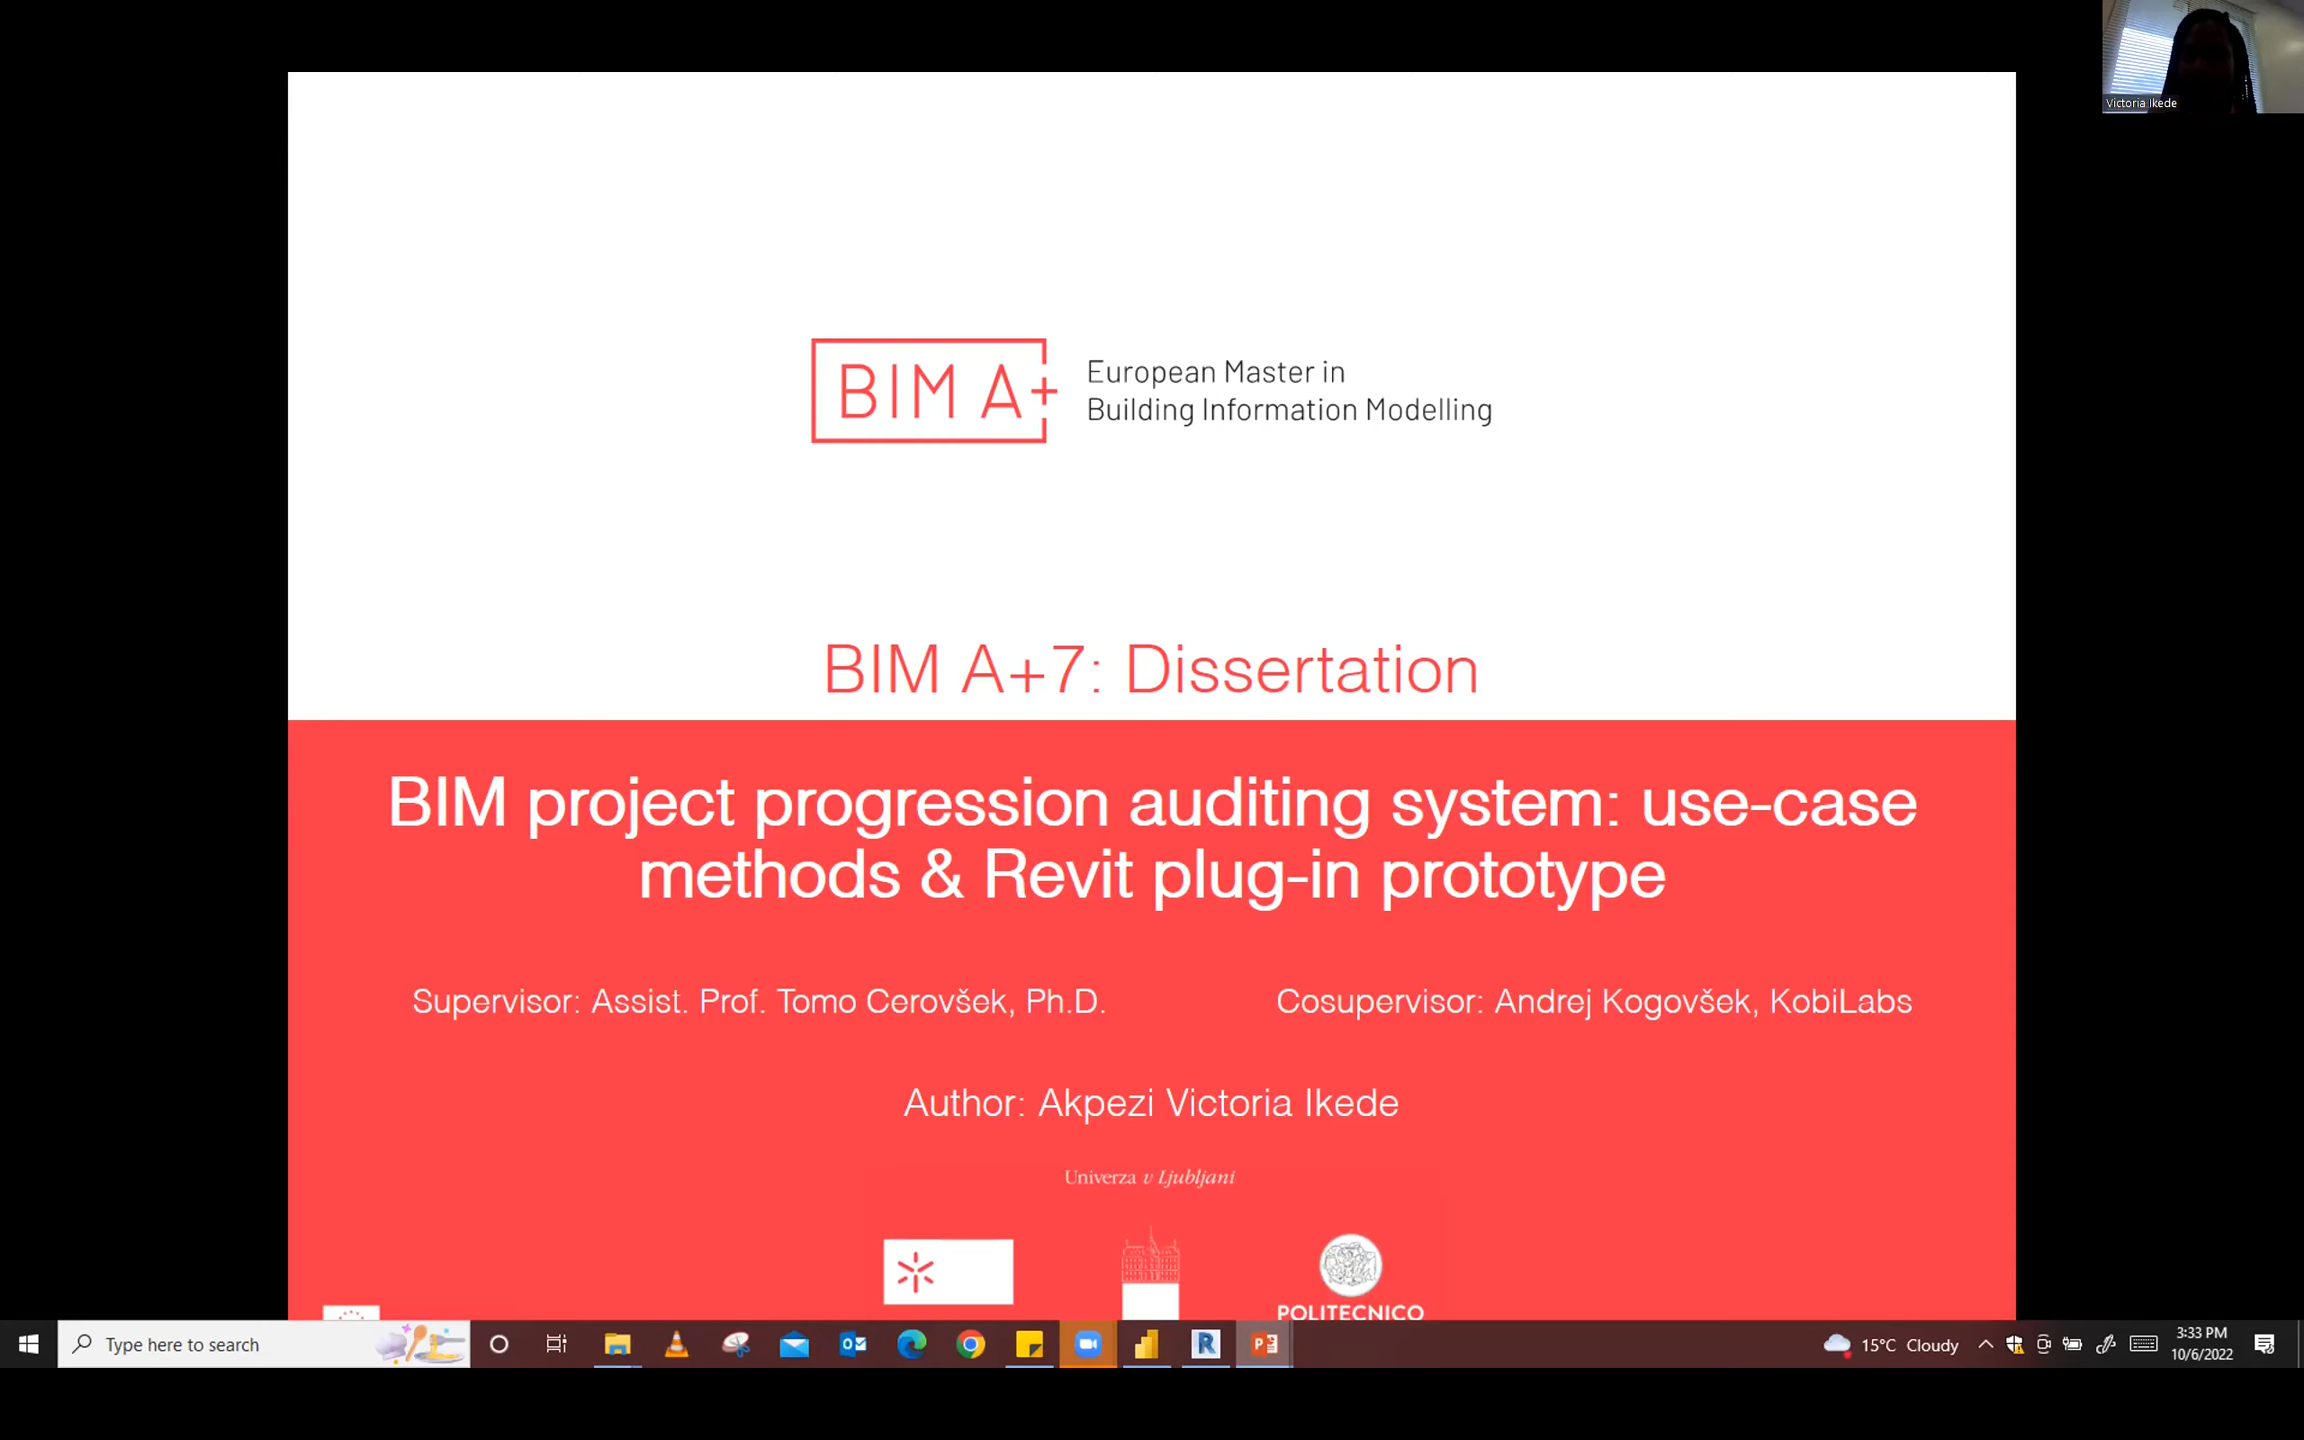 Victoria Ikede
BIM A+
European Master in
Building Information Modelling
BIM A+7: Dissertation
BIM project progression auditing system: use-case
methods & Revit plug-in prototype
Supervisor: Assist. Prof. Tomo Cerovšek, Ph.D.
Cosupervisor: Andrej Kogovšek, KobiLabs
Author: Akpezi Victoria Ikede
Univerza v Ljubljani
POLITECNICO
Type here to search
15°C Cloudy
3:33 PM
10/6/2022